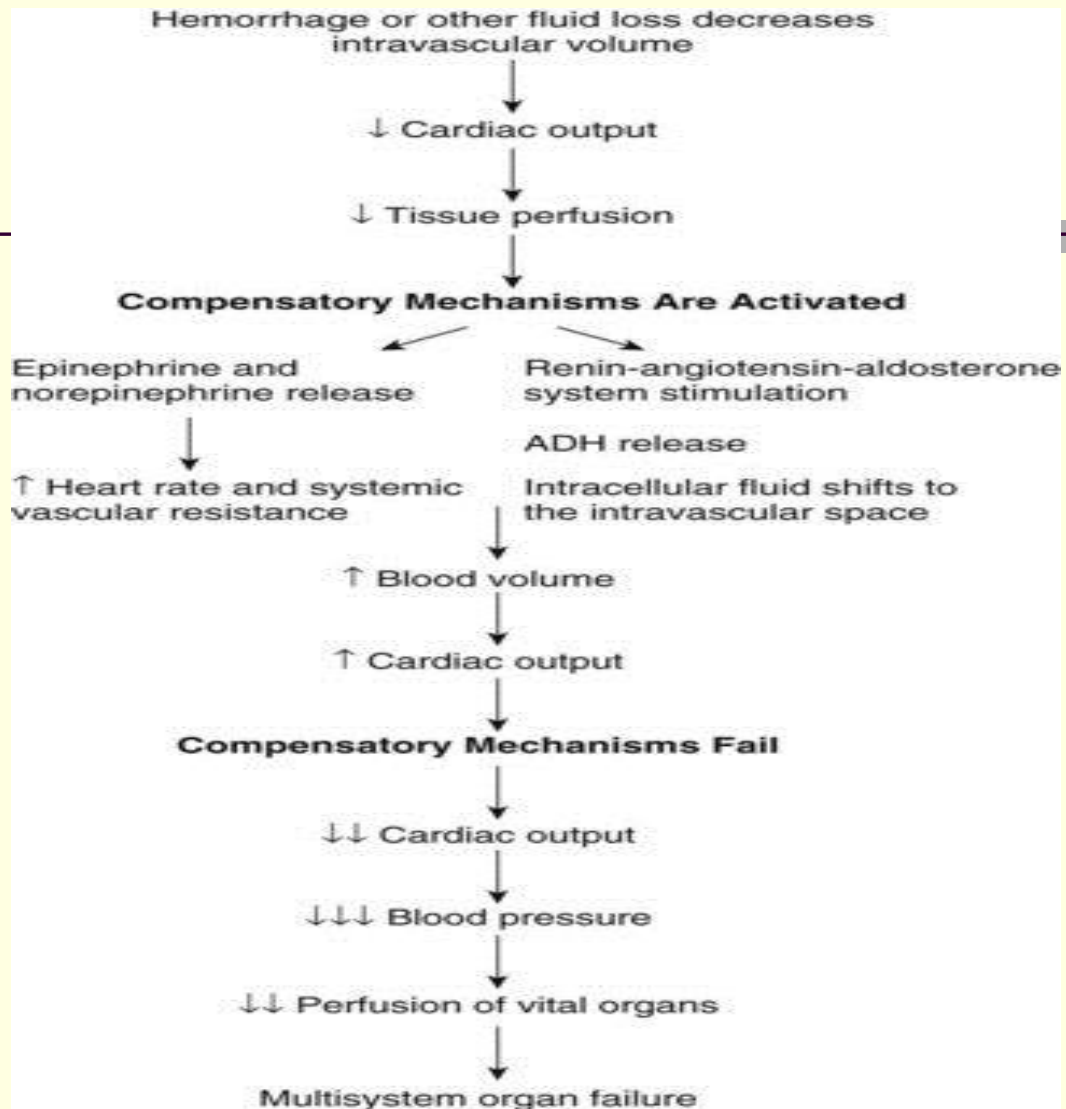 Hemorrhage or other fluid loss decreases
intravascular volume
↓ Cardiac output
↓ Tissue perfusion
Compensatory Mechanisms Are Activated
Epinephrine and
norepinephrine release
Renin-angiotensin-aldosterone
system stimulation
ADH release
↑ Heart rate and systemic
vascular resistance
Intracellular fluid shifts to
the intravascular space
↑ Blood volume
↑ Cardiac output
Compensatory Mechanisms Fail
↓↓ Cardiac output
↓↓↓ Blood pressure
↓↓ Perfusion of vital organs
Multisystem organ failure